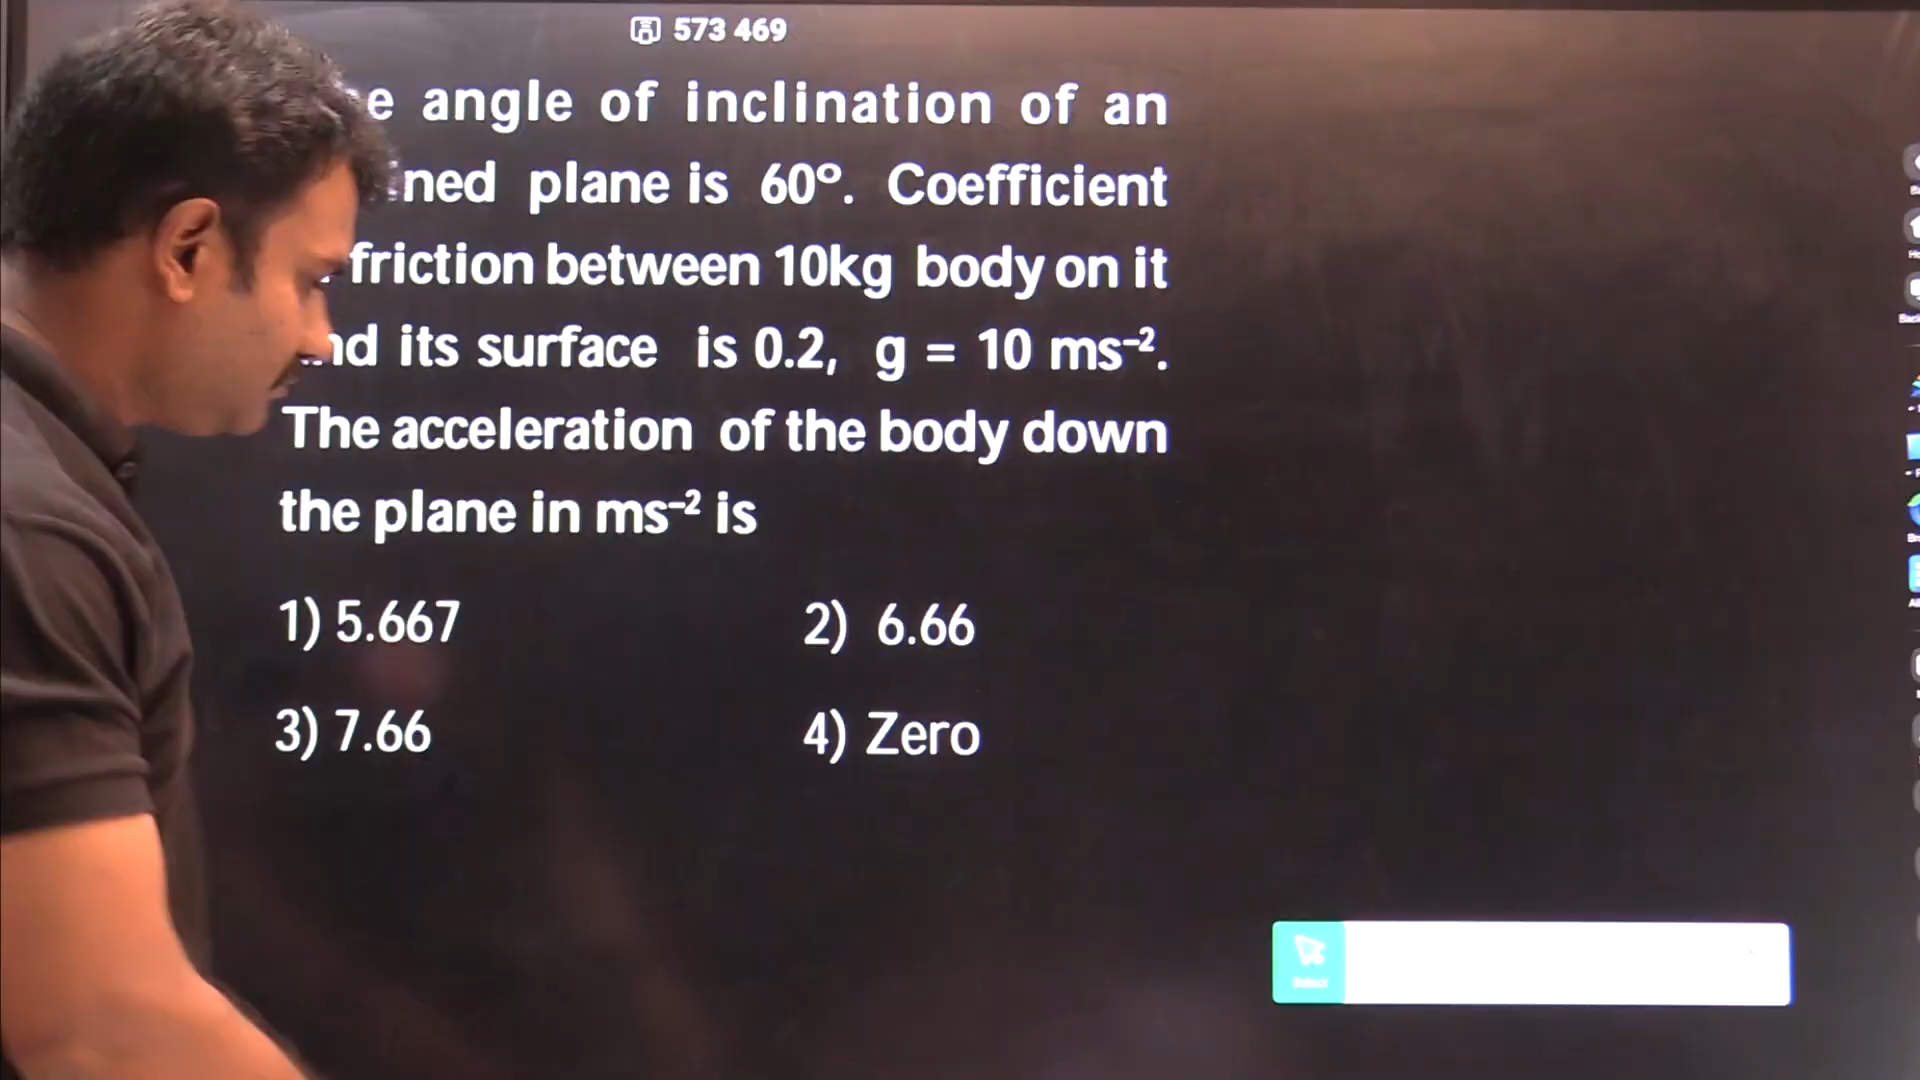 573 469
angle of inclination of an
plane is 60°. Coefficient
friction between 10kg body on it
its surface is 0.2, g = 10 ms⁻².
The acceleration of the body down
the plane in ms⁻² is
1) 5.667 2) 6.66
3) 7.66 4) Zero
Select